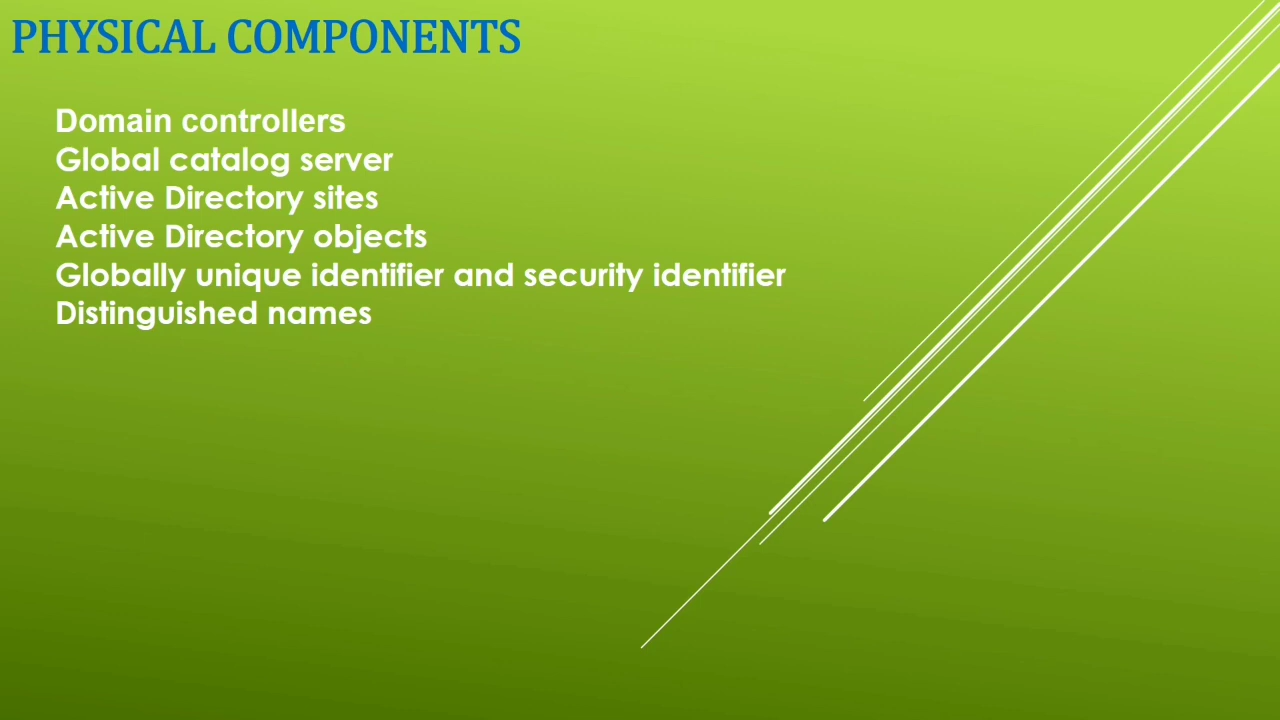 PHYSICAL COMPONENTS
Domain controllers
Global catalog server
Active Directory sites
Active Directory objects
Globally unique identifier and security identifier
Distinguished names